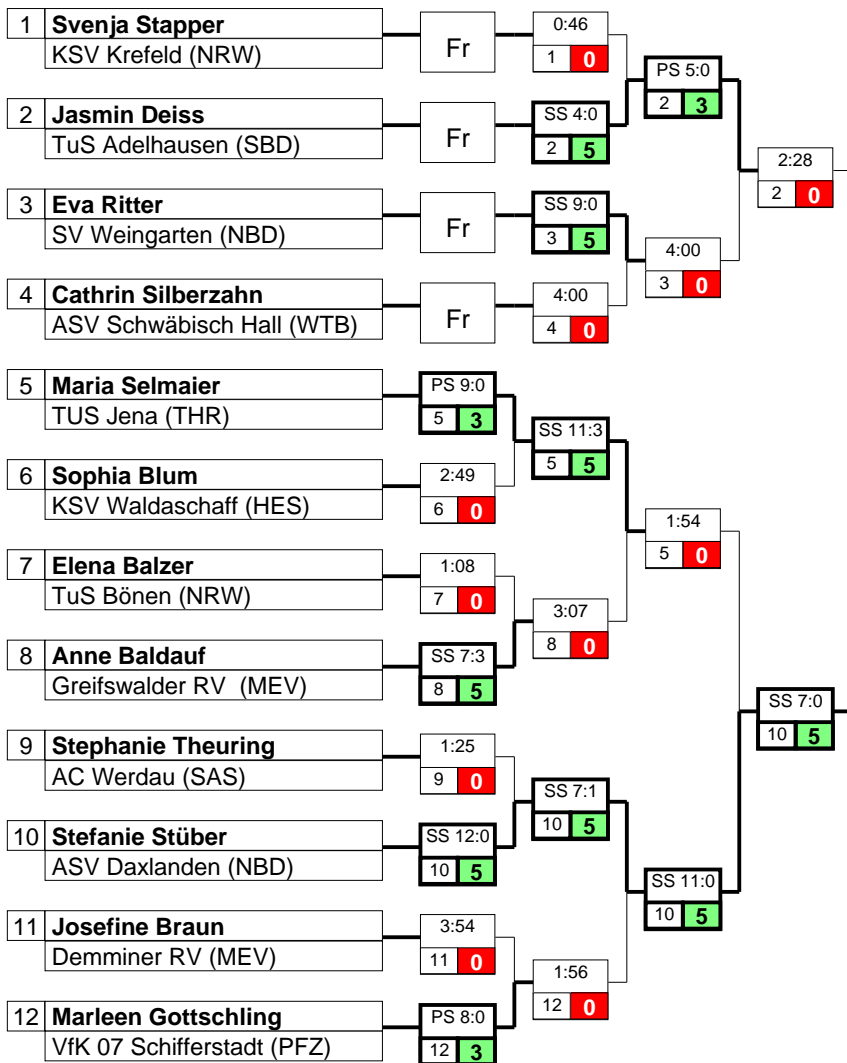 1 Svenja Stapper
KSV Krefeld (NRW)
Fr
0:46
1 0
PS 5:0
2 3
2 Jasmin Deiss
TuS Adelhausen (SBD)
Fr
SS 4:0
2 5
2:28
2 0
3 Eva Ritter
SV Weingarten (NBD)
Fr
SS 9:0
3 5
4:00
3 0
4 Cathrin Silberzahn
ASV Schwäbisch Hall (WTB)
Fr
4:00
4 0
5 Maria Selmaier
TUS Jena (THR)
PS 9:0
5 3
SS 11:3
5 5
6 Sophia Blum
KSV Waldaschaff (HES)
2:49
6 0
1:54
5 0
7 Elena Balzer
TuS Bönen (NRW)
1:08
7 0
3:07
8 0
8 Anne Baldauf
Greifswalder RV (MEV)
SS 7:3
8 5
SS 7:0
10 5
9 Stephanie Theuring
AC Werdau (SAS)
1:25
9 0
SS 7:1
10 5
10 Stefanie Stüber
ASV Daxlanden (NBD)
SS 12:0
10 5
SS 11:0
10 5
11 Josefine Braun
Demminer RV (MEV)
3:54
11 0
1:56
12 0
12 Marleen Gottschling
VfK 07 Schifferstadt (PFZ)
PS 8:0
12 3